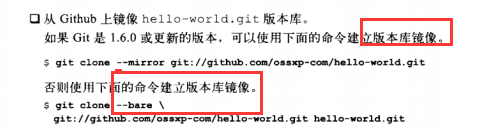 ❑ 从 Github 上镜像 hello-world.git 版本库。
如果 Git 是 1.6.0 或更新的版本，可以使用下面的命令建立版本库镜像。
$ git clone --mirror git://github.com/ossxp-com/hello-world.git
否则使用下面的命令建立版本库镜像。
$ git clone --bare \
git://github.com/ossxp-com/hello-world.git hello-world.git